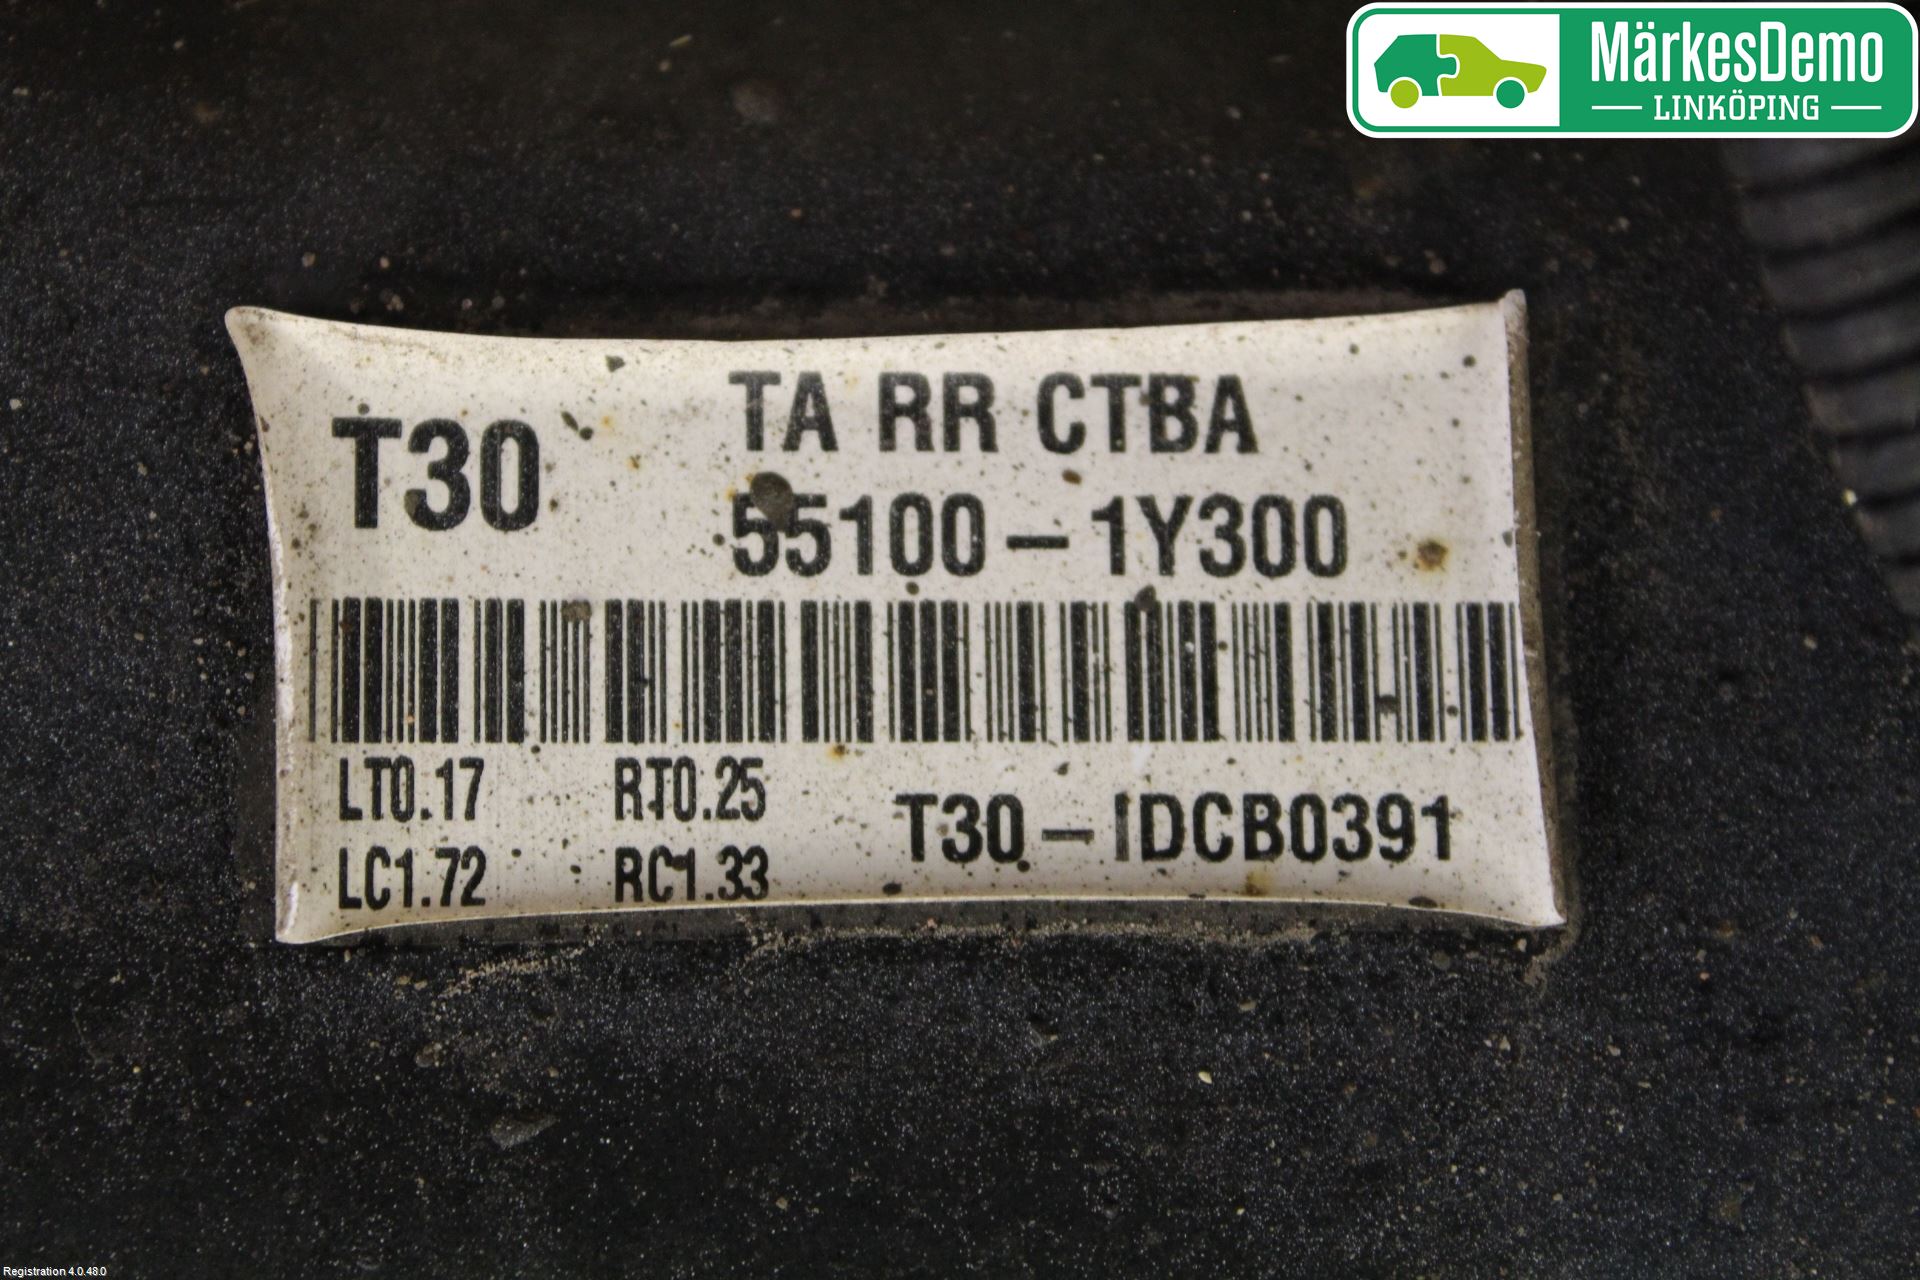 MärkesDemo
LINKÖPING
T30
TA RR CTBA
55100-1Y300
LT0.17 RT0.25
LC1.72 RC1.33
T30-IDCB0391
Registration 4.0.48.0